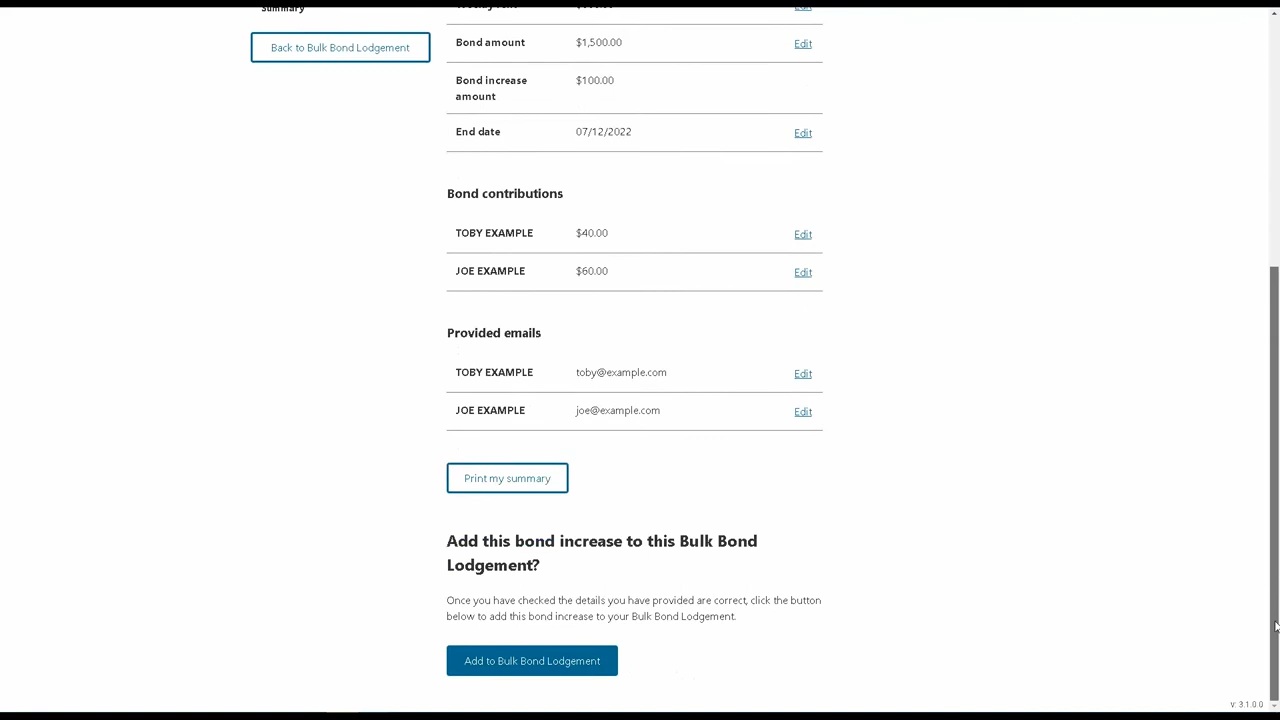 Summary
Edit
Back to Bulk Bond Lodgement
Bond amount $1,500.00 Edit
Bond increase $100.00
amount
End date 07/12/2022 Edit
Bond contributions
TOBY EXAMPLE $40.00 Edit
JOE EXAMPLE $60.00 Edit
Provided emails
TOBY EXAMPLE toby@example.com Edit
JOE EXAMPLE joe@example.com Edit
Print my summary
Add this bond increase to this Bulk Bond
Lodgement?
Once you have checked the details you have provided are correct, click the button
below to add this bond increase to your Bulk Bond Lodgement.
Add to Bulk Bond Lodgement
v: 3.1.0.0